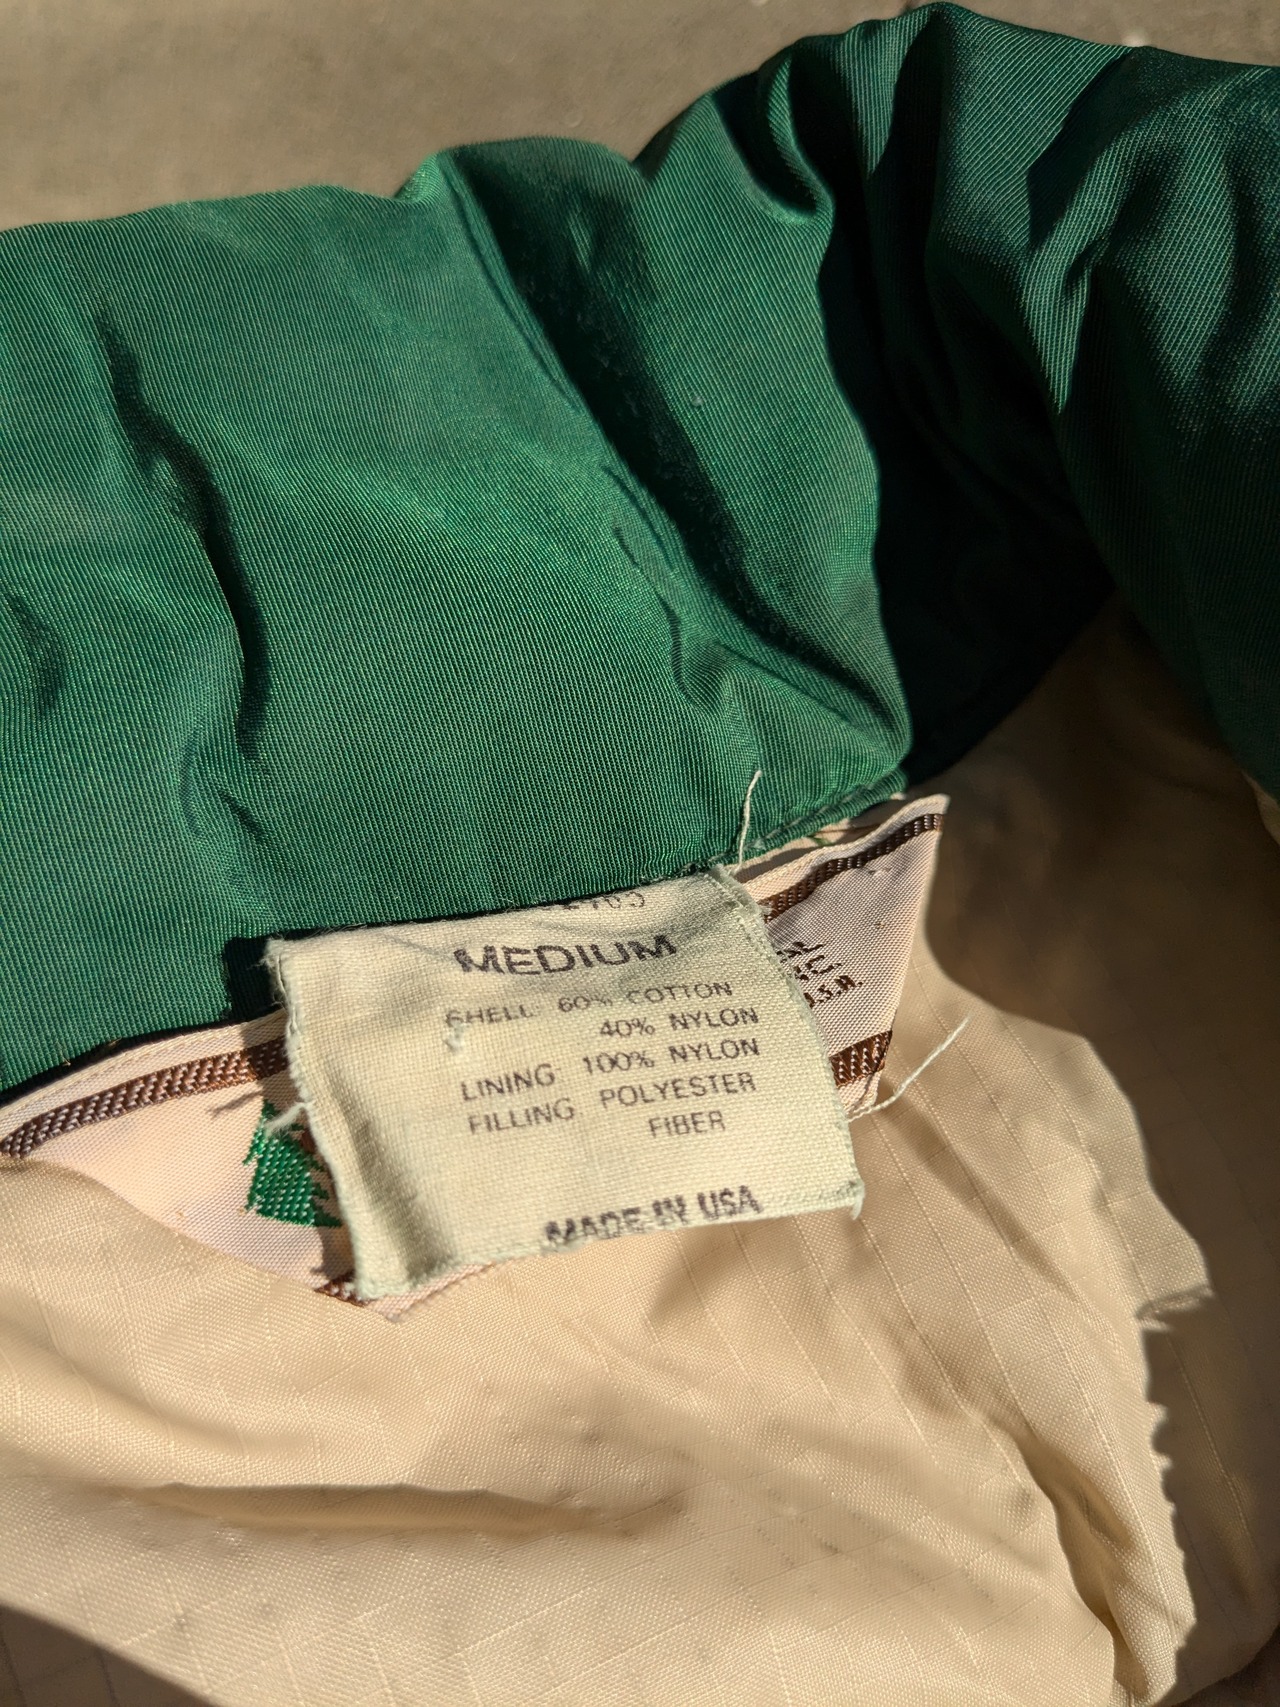 MEDIUM
SHELL 60% COTTON
40% NYLON
LINING 100% NYLON
FILLING POLYESTER
FIBER
MADE IN USA
U.S.A.